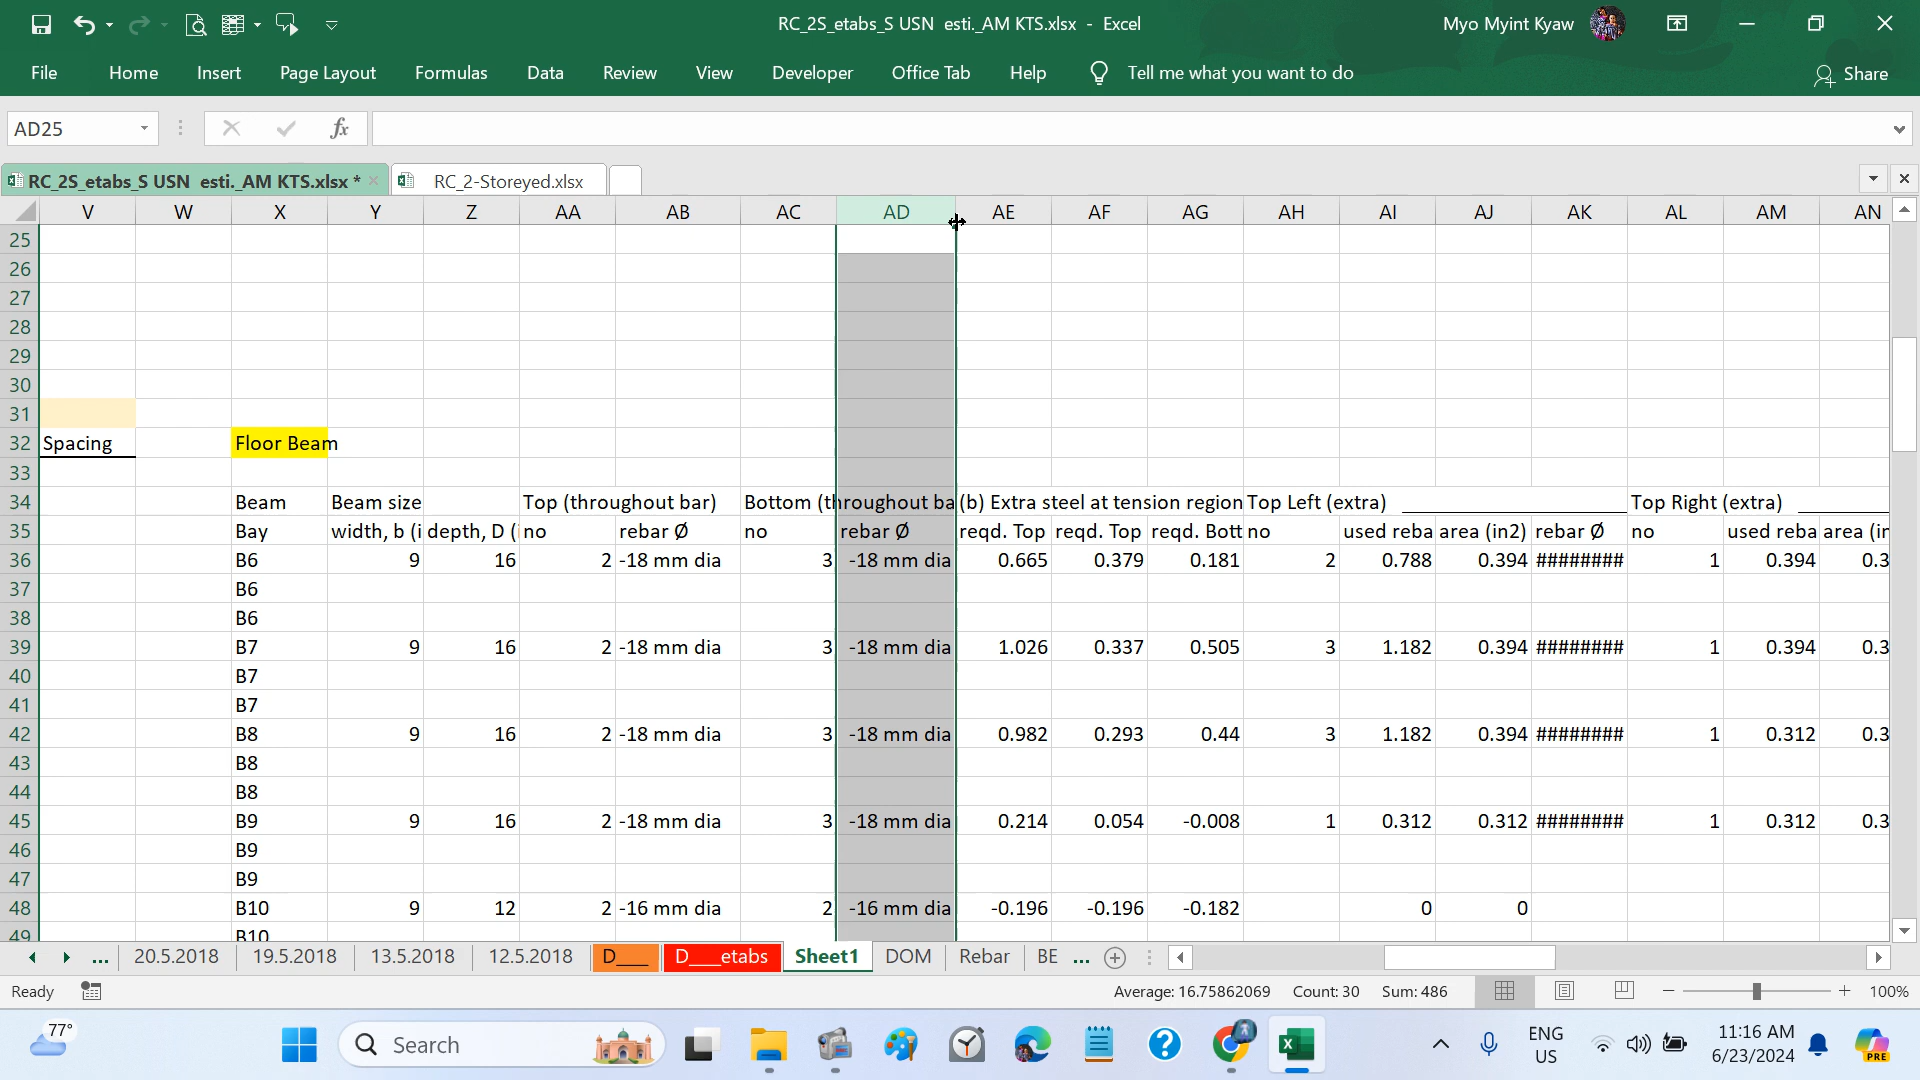 RC_2S_etabs_S USN  esti._AM KTS.xlsx  -  Excel
Myo Myint Kyaw
File Home Insert Page Layout Formulas Data Review View Developer Office Tab Help Tell me what you want to do Share
AD25 fx
RC_2S_etabs_S USN  esti._AM KTS.xlsx * RC_2-Storeyed.xlsx
V W X Y Z AA AB AC AD AE AF AG AH AI AJ AK AL AM AN
25
26
27
28
29
30
31
32 Spacing Floor Beam
33
34 Beam Beam size Top (throughout bar) Bottom (throughout ba (b) Extra steel at tension region Top Left (extra) Top Right (extra)
35 Bay width, b (i depth, D (i no rebar Ø no rebar Ø reqd. Top reqd. Top reqd. Bott no used reba area (in2) rebar Ø no used reba area (in
36 B6 9 16 2 -18 mm dia 3 -18 mm dia 0.665 0.379 0.181 2 0.788 0.394 ######## 1 0.394 0.3
37 B6
38 B6
39 B7 9 16 2 -18 mm dia 3 -18 mm dia 1.026 0.337 0.505 3 1.182 0.394 ######## 1 0.394 0.3
40 B7
41 B7
42 B8 9 16 2 -18 mm dia 3 -18 mm dia 0.982 0.293 0.44 3 1.182 0.394 ######## 1 0.312 0.3
43 B8
44 B8
45 B9 9 16 2 -18 mm dia 3 -18 mm dia 0.214 0.054 -0.008 1 0.312 0.312 ######## 1 0.312 0.3
46 B9
47 B9
48 B10 9 12 2 -16 mm dia 2 -16 mm dia -0.196 -0.196 -0.182 0 0
49 B10
... 20.5.2018 19.5.2018 13.5.2018 12.5.2018 D___ D___etabs Sheet1 DOM Rebar BE ...
Ready Average: 16.75862069 Count: 30 Sum: 486 100%
77° Search ENG 11:16 AM
US 6/23/2024 PRE